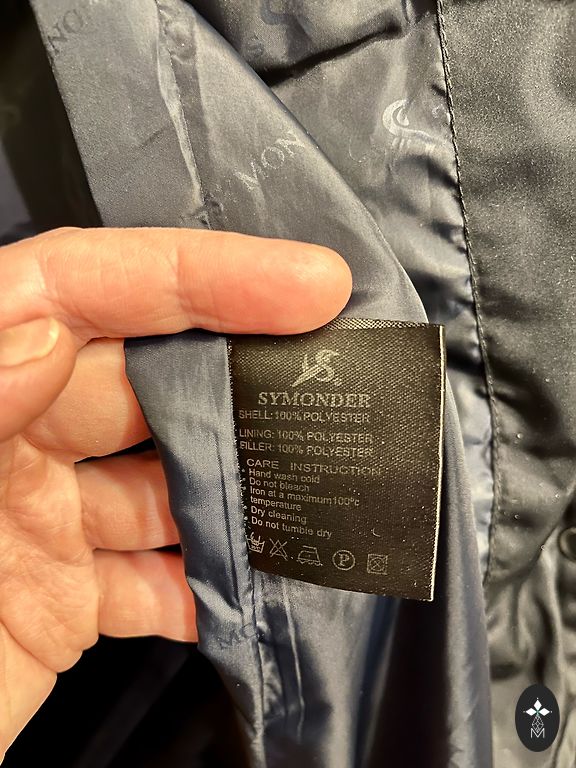 MON
SYMONDER
SHELL: 100% POLYESTER
LINING: 100% POLYESTER
FILLER: 100% POLYESTER
CARE INSTRUCTION
Hand wash cold
Do not bleach
Iron at a maximum100°c
temperature
Dry cleaning
Do not tumble dry
P